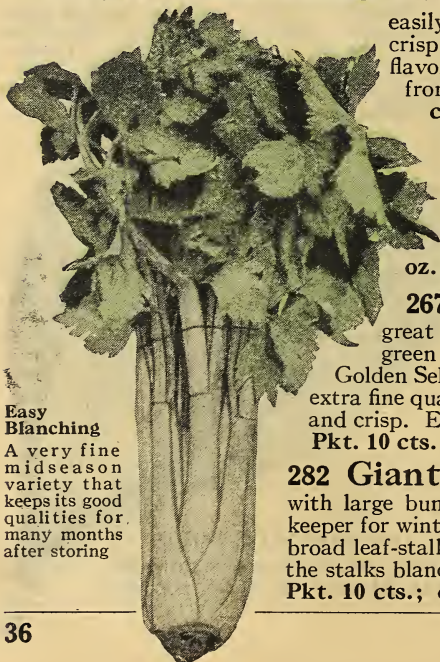 easily
crisp
flavo
from
c
oz.
267
great
green
Golden Sel
extra fine qua
and crisp. E
Pkt. 10 cts.
282 Giant
with large bun
keeper for wint
broad leaf-stalk
the stalks blanc
Pkt. 10 cts.; o
Easy
Blanching
A very fine
midseason
variety that
keeps its good
qualities for
many months
after storing
36